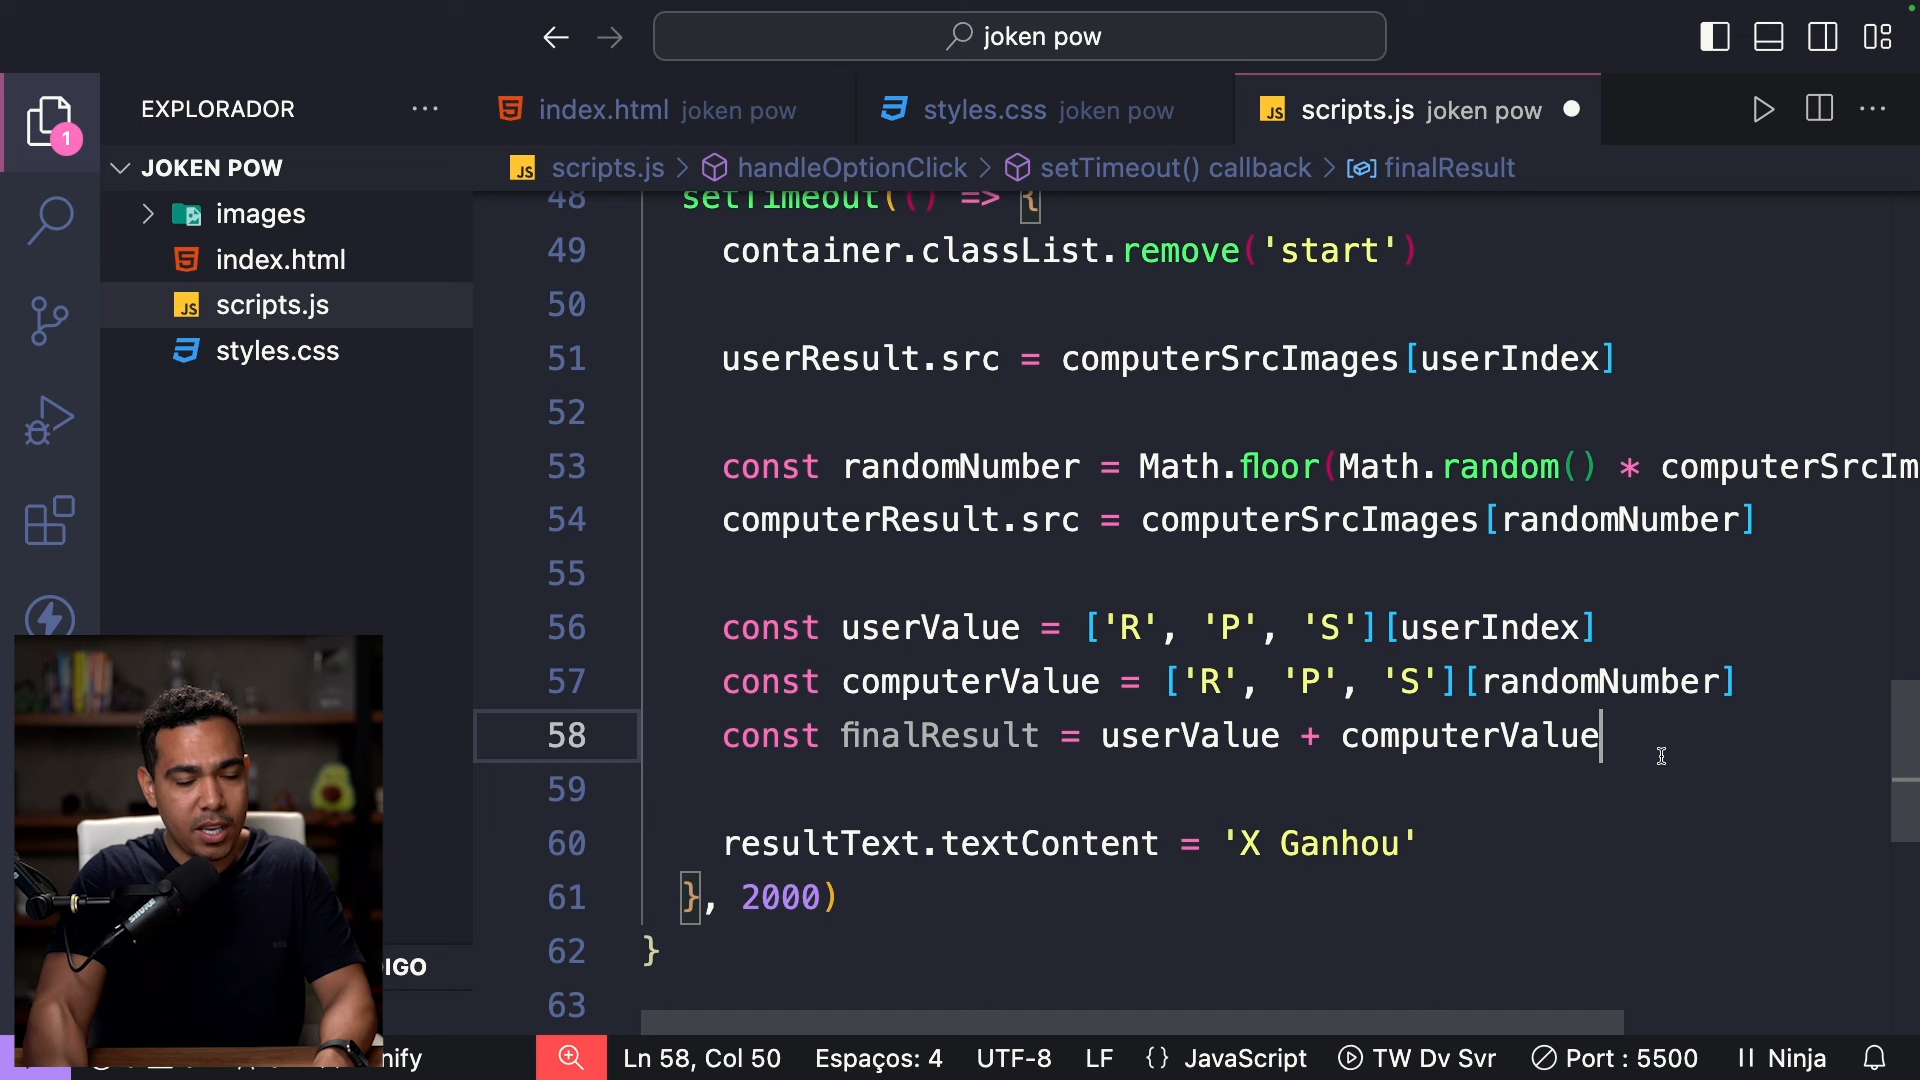 joken pow
EXPLORADOR
index.html joken pow
styles.css joken pow
scripts.js joken pow
1
JOKEN POW
scripts.js > handleOptionClick > setTimeout() callback > finalResult
images
index.html
scripts.js
styles.css
48 setTimeout(() => {
49 container.classList.remove('start')
50
51 userResult.src = computerSrcImages[userIndex]
52
53 const randomNumber = Math.floor(Math.random() * computerSrcIm
54 computerResult.src = computerSrcImages[randomNumber]
55
56 const userValue = ['R', 'P', 'S'][userIndex]
57 const computerValue = ['R', 'P', 'S'][randomNumber]
58 const finalResult = userValue + computerValue
59
60 resultText.textContent = 'X Ganhou'
61 }, 2000)
62 }
63
IGO
SHURE
nify
Ln 58, Col 50 Espaços: 4 UTF-8 LF {} JavaScript TW Dv Svr Port : 5500 Ninja